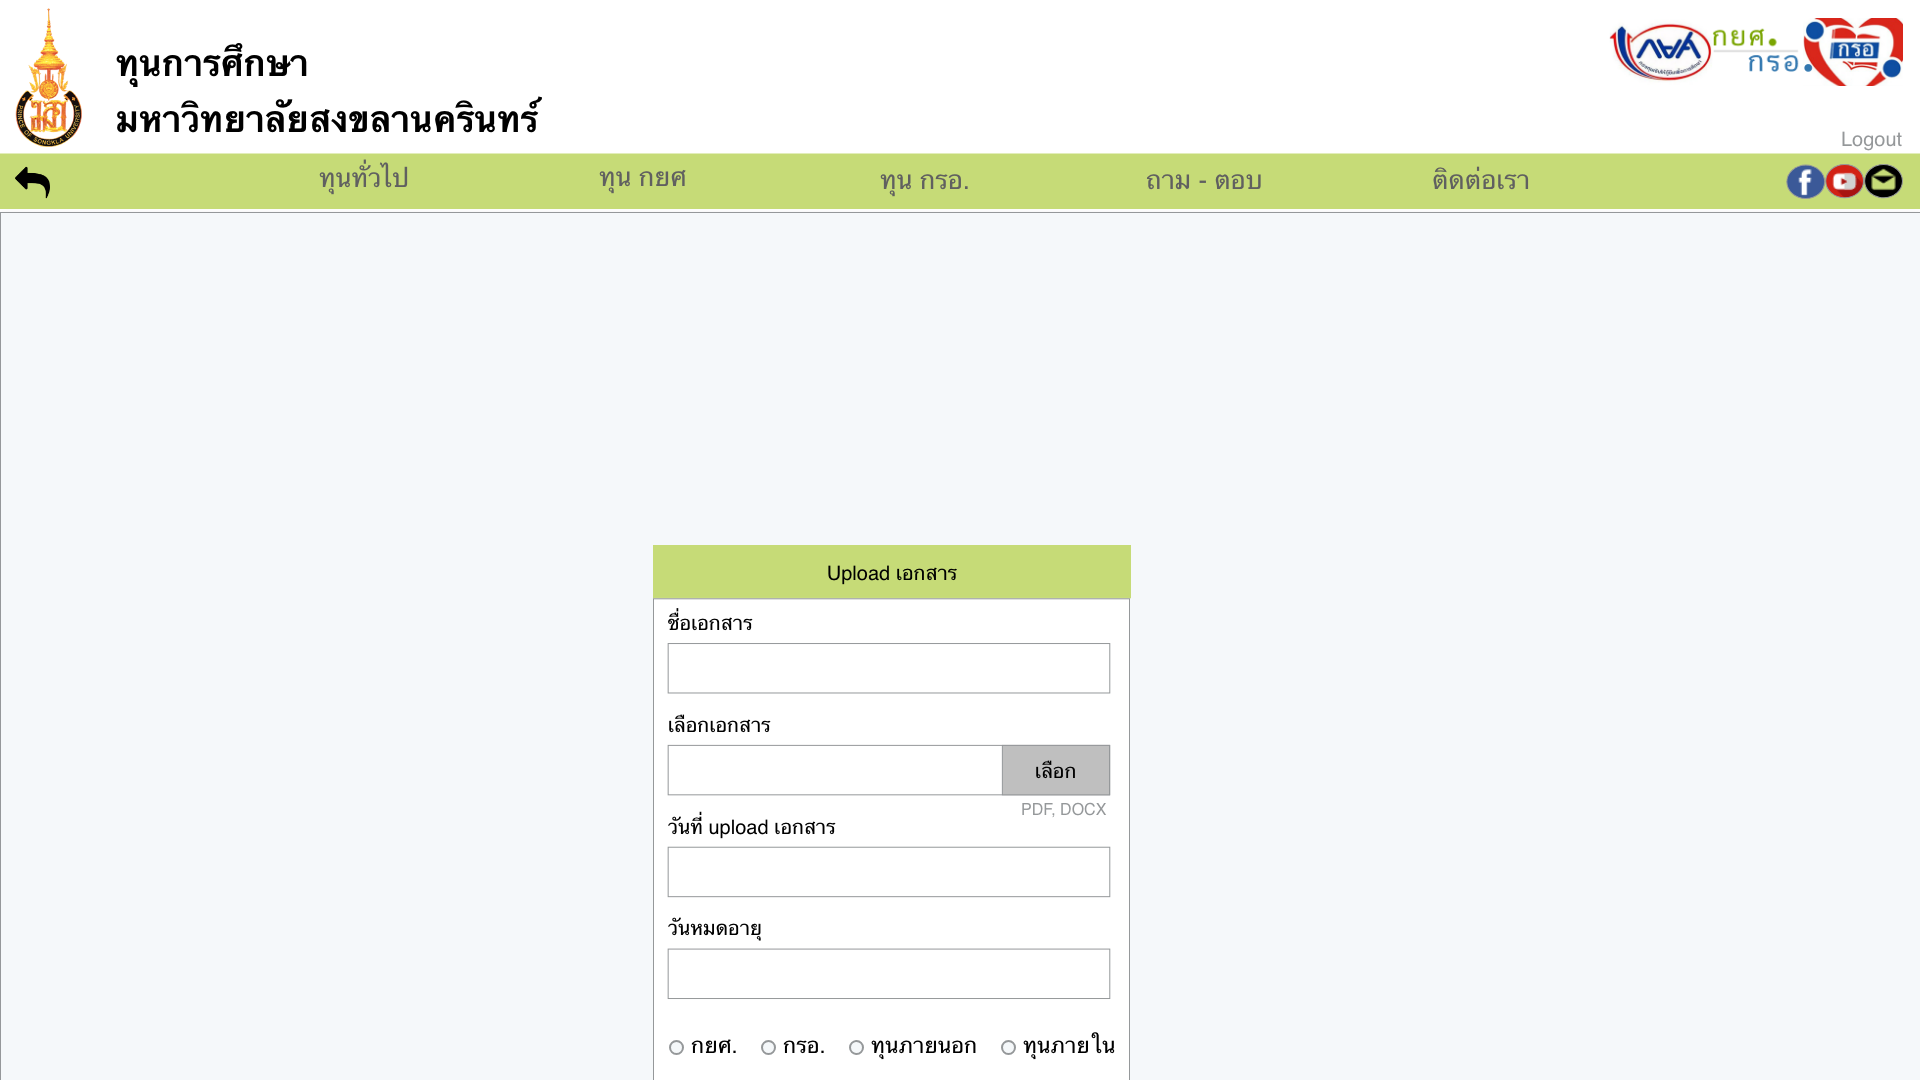 ทุนการศึกษา
มหาวิทยาลัยสงขลานครินทร์
กยศ.
กรอ.
กรอ
Logout
ทุนทั่วไป
ทุน กยศ
ทุน กรอ.
ถาม - ตอบ
ติดต่อเรา
Upload เอกสาร
ชื่อเอกสาร
เลือกเอกสาร
เลือก
PDF, DOCX
วันที่ upload เอกสาร
วันหมดอายุ
กยศ. กรอ. ทุนภายนอก ทุนภายใน